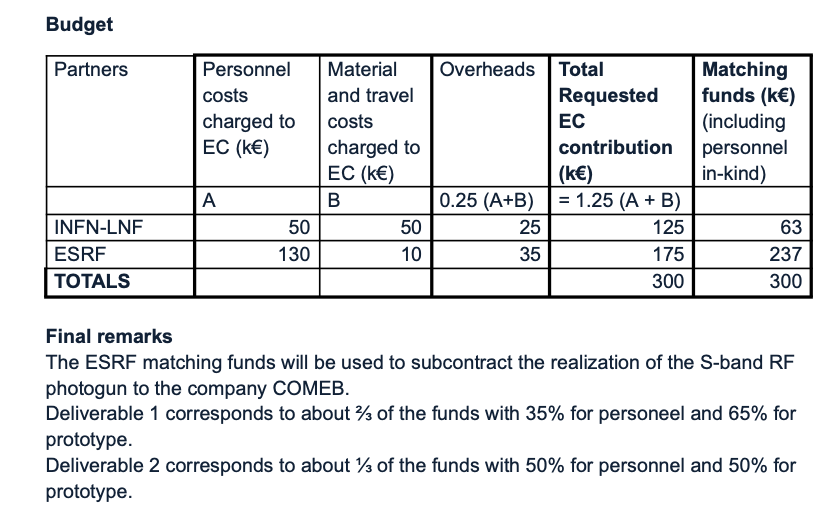 Budget
Partners Personnel costs charged to EC (k€) Material and travel costs charged to EC (k€) Overheads Total Requested EC contribution (k€) Matching funds (k€) (including personnel in-kind)
A B 0.25 (A+B) = 1.25 (A + B)
INFN-LNF 50 50 25 125 63
ESRF 130 10 35 175 237
TOTALS 300 300
Final remarks
The ESRF matching funds will be used to subcontract the realization of the S-band RF
photogun to the company COMEB.
Deliverable 1 corresponds to about ⅔ of the funds with 35% for personeel and 65% for
prototype.
Deliverable 2 corresponds to about ⅓ of the funds with 50% for personnel and 50% for
prototype.